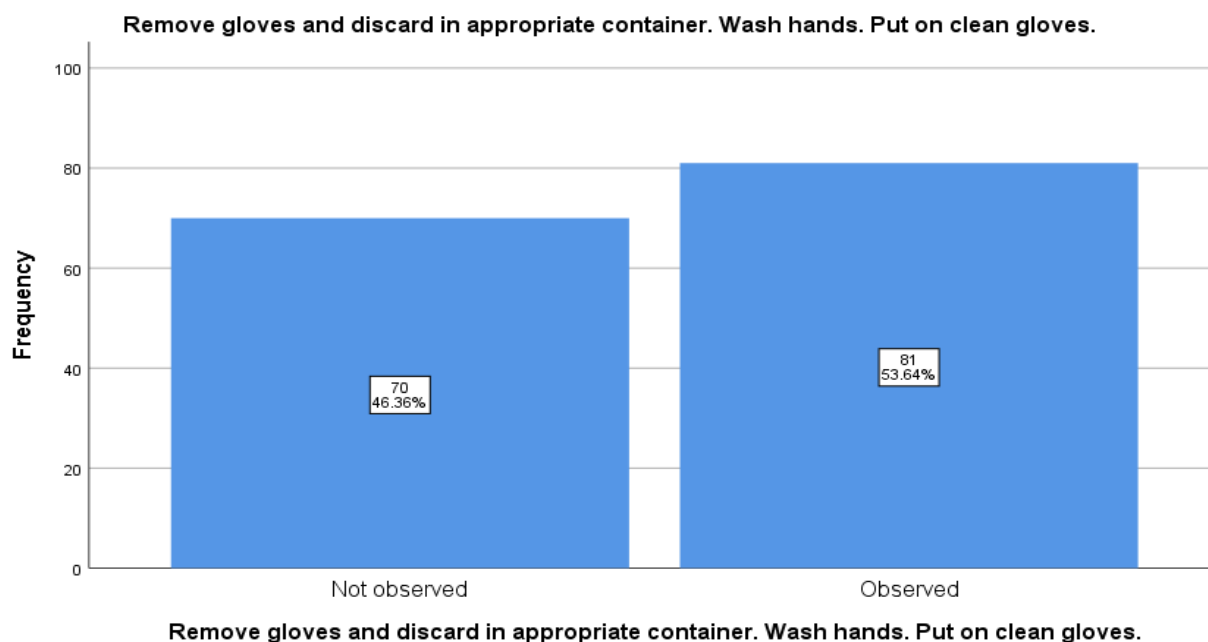 Remove gloves and discard in appropriate container. Wash hands. Put on clean gloves.
100
80
60
40
20
0
Frequency
70
46.36%
81
53.64%
Not observed
Observed
Remove gloves and discard in appropriate container. Wash hands. Put on clean gloves.